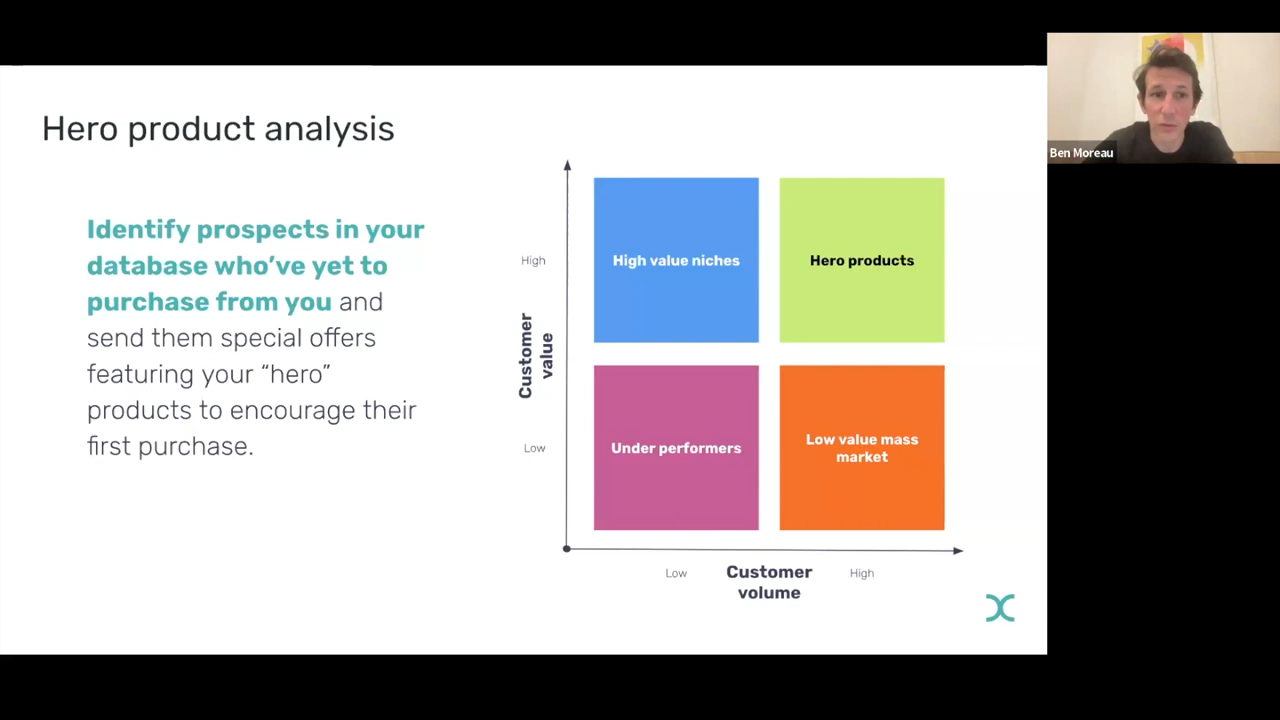 Hero product analysis
Identify prospects in your
database who’ve yet to
purchase from you and
send them special offers
featuring your “hero”
products to encourage their
first purchase.
Customer
value
High
Low
High value niches
Hero products
Under performers
Low value mass
market
Low
Customer
volume
High
Ben Moreau